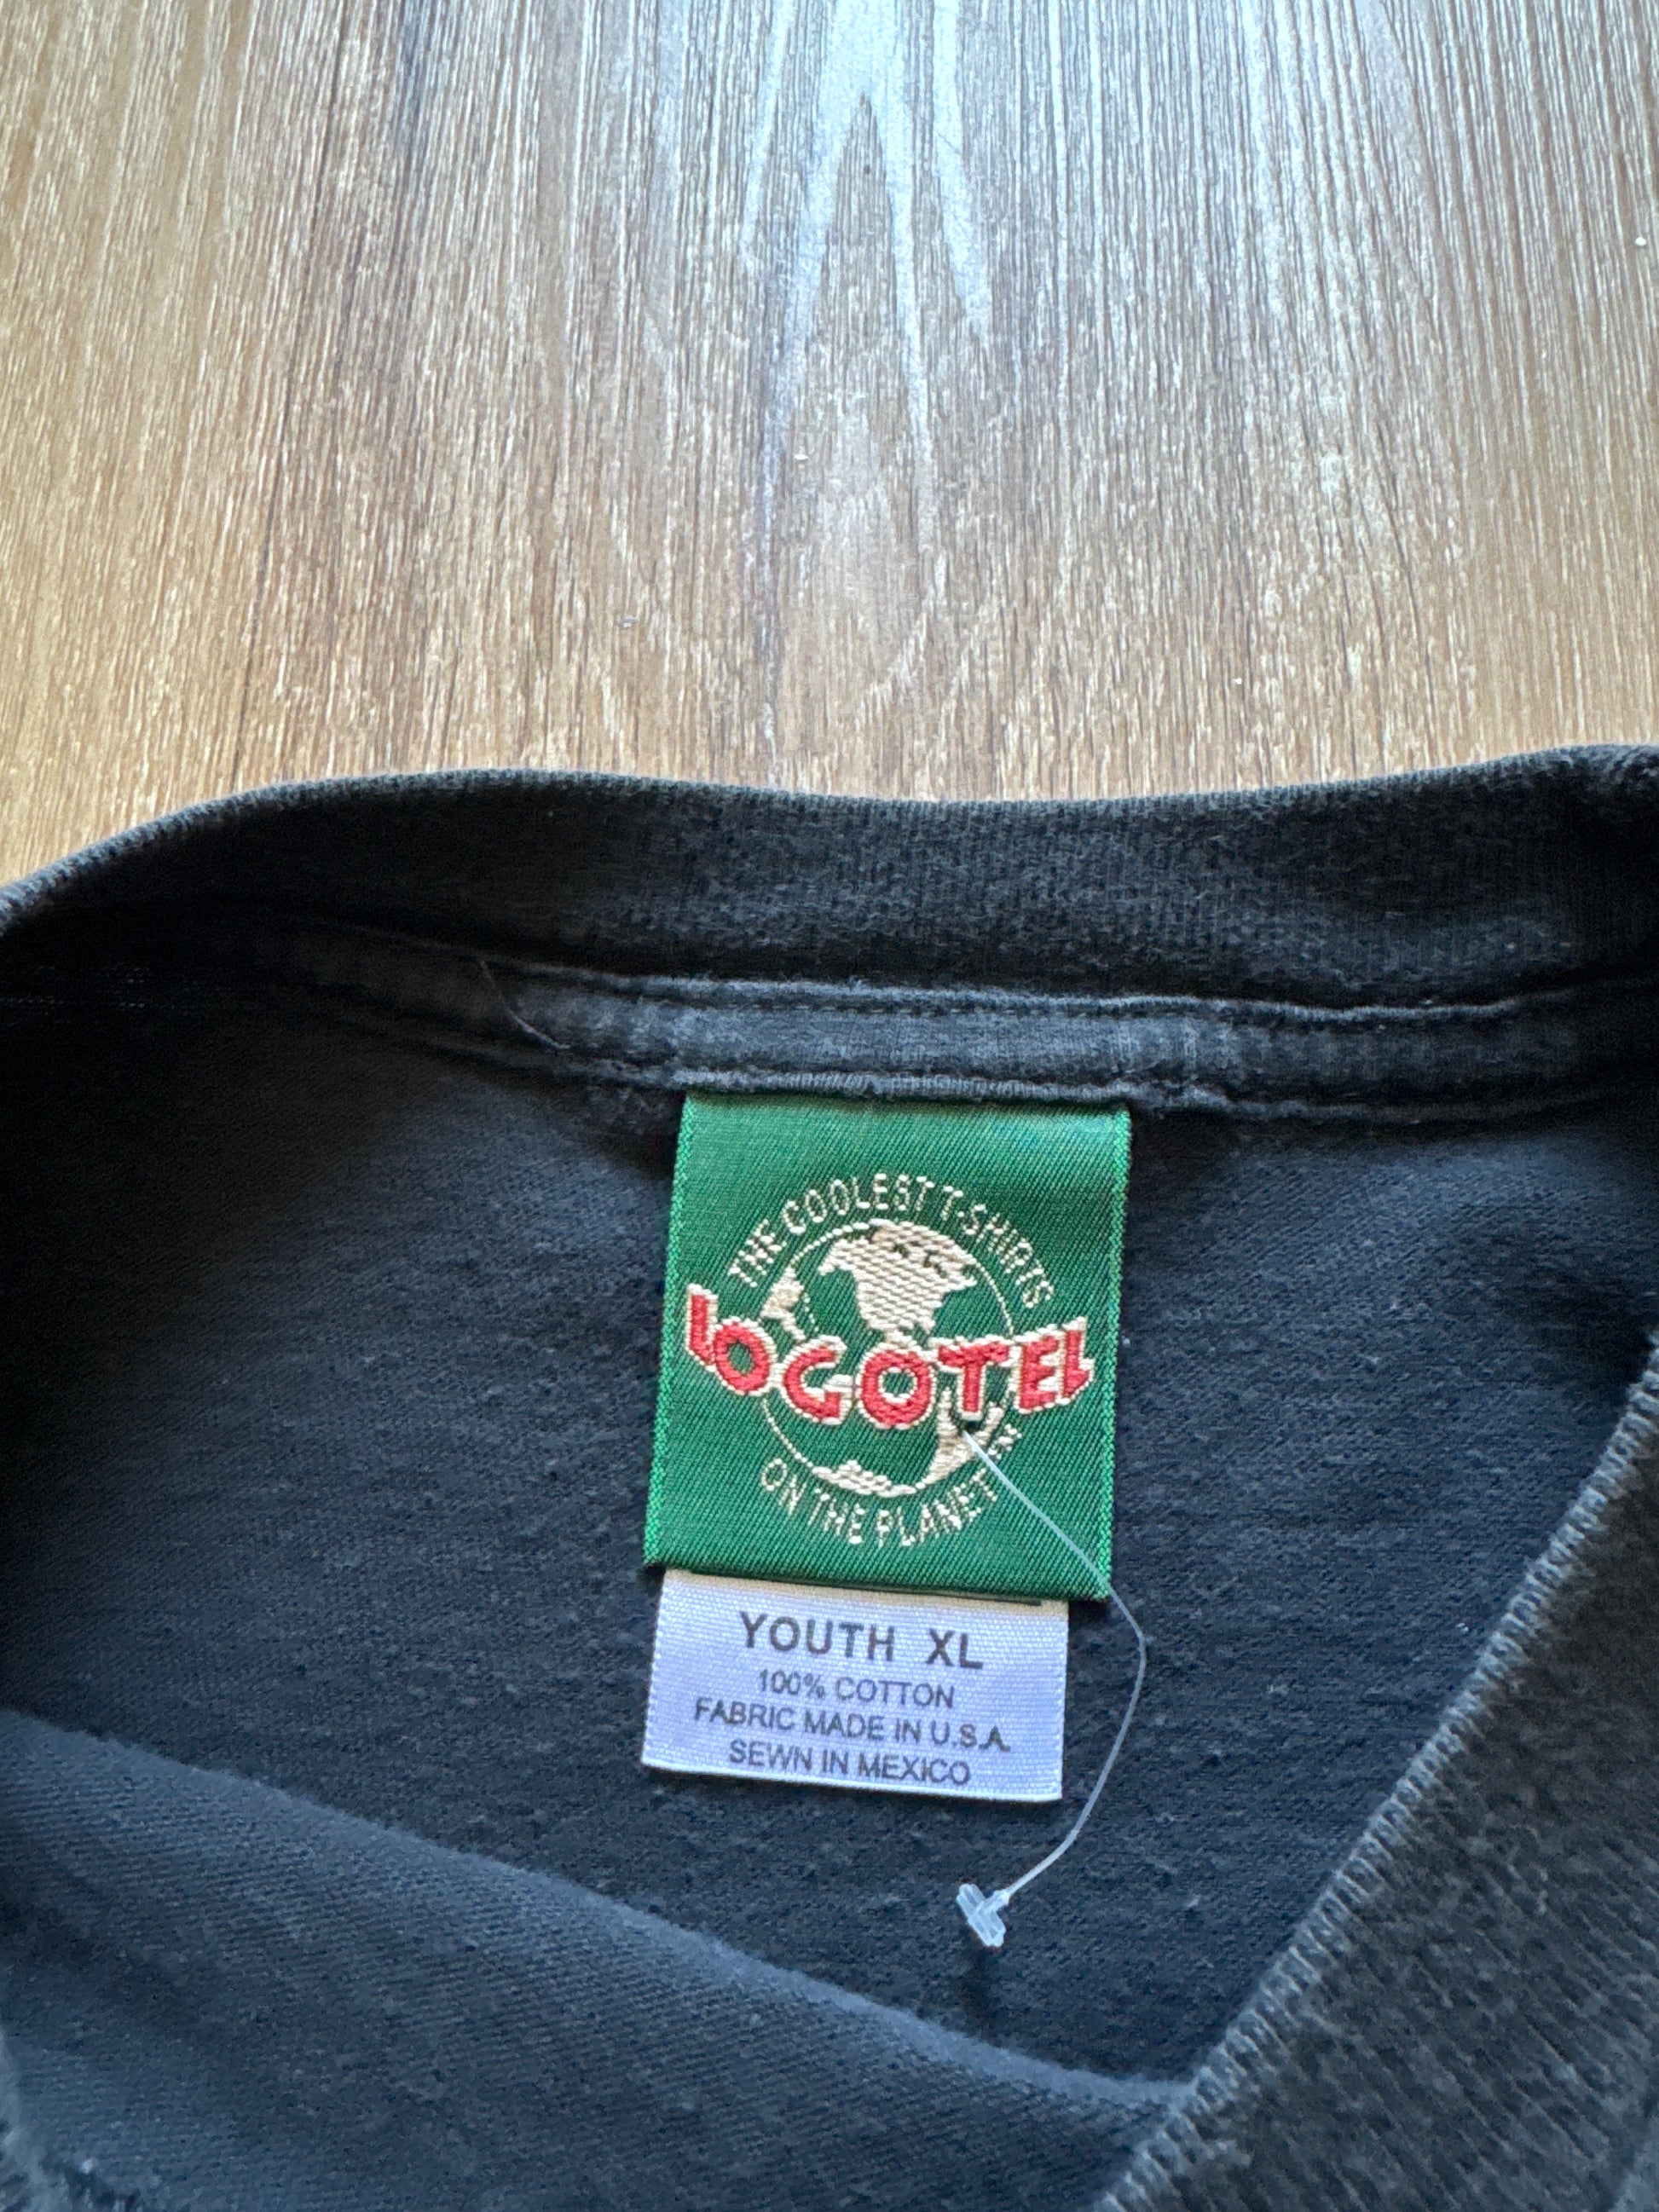 THE COOLEST T-SHIRTS
LOGOTEL
ON THE PLANET
YOUTH XL
100% COTTON
FABRIC MADE IN U.S.A.
SEWN IN MEXICO